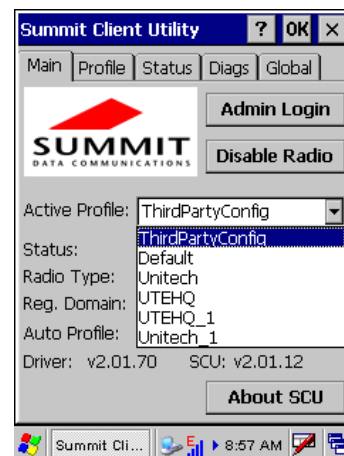 Summit Client Utility ? OK ×
Main Profile Status Diags Global
SUMMIT
DATA COMMUNICATIONS
Admin Login
Disable Radio
Active Profile: ThirdPartyConfig
ThirdPartyConfig
Default
Unitech
UTEHQ
UTEHQ_1
Unitech_1
Status:
Radio Type:
Reg. Domain:
Auto Profile:
Driver: v2.01.70 SCU: v2.01.12
About SCU
Summit Cli... 8:57 AM